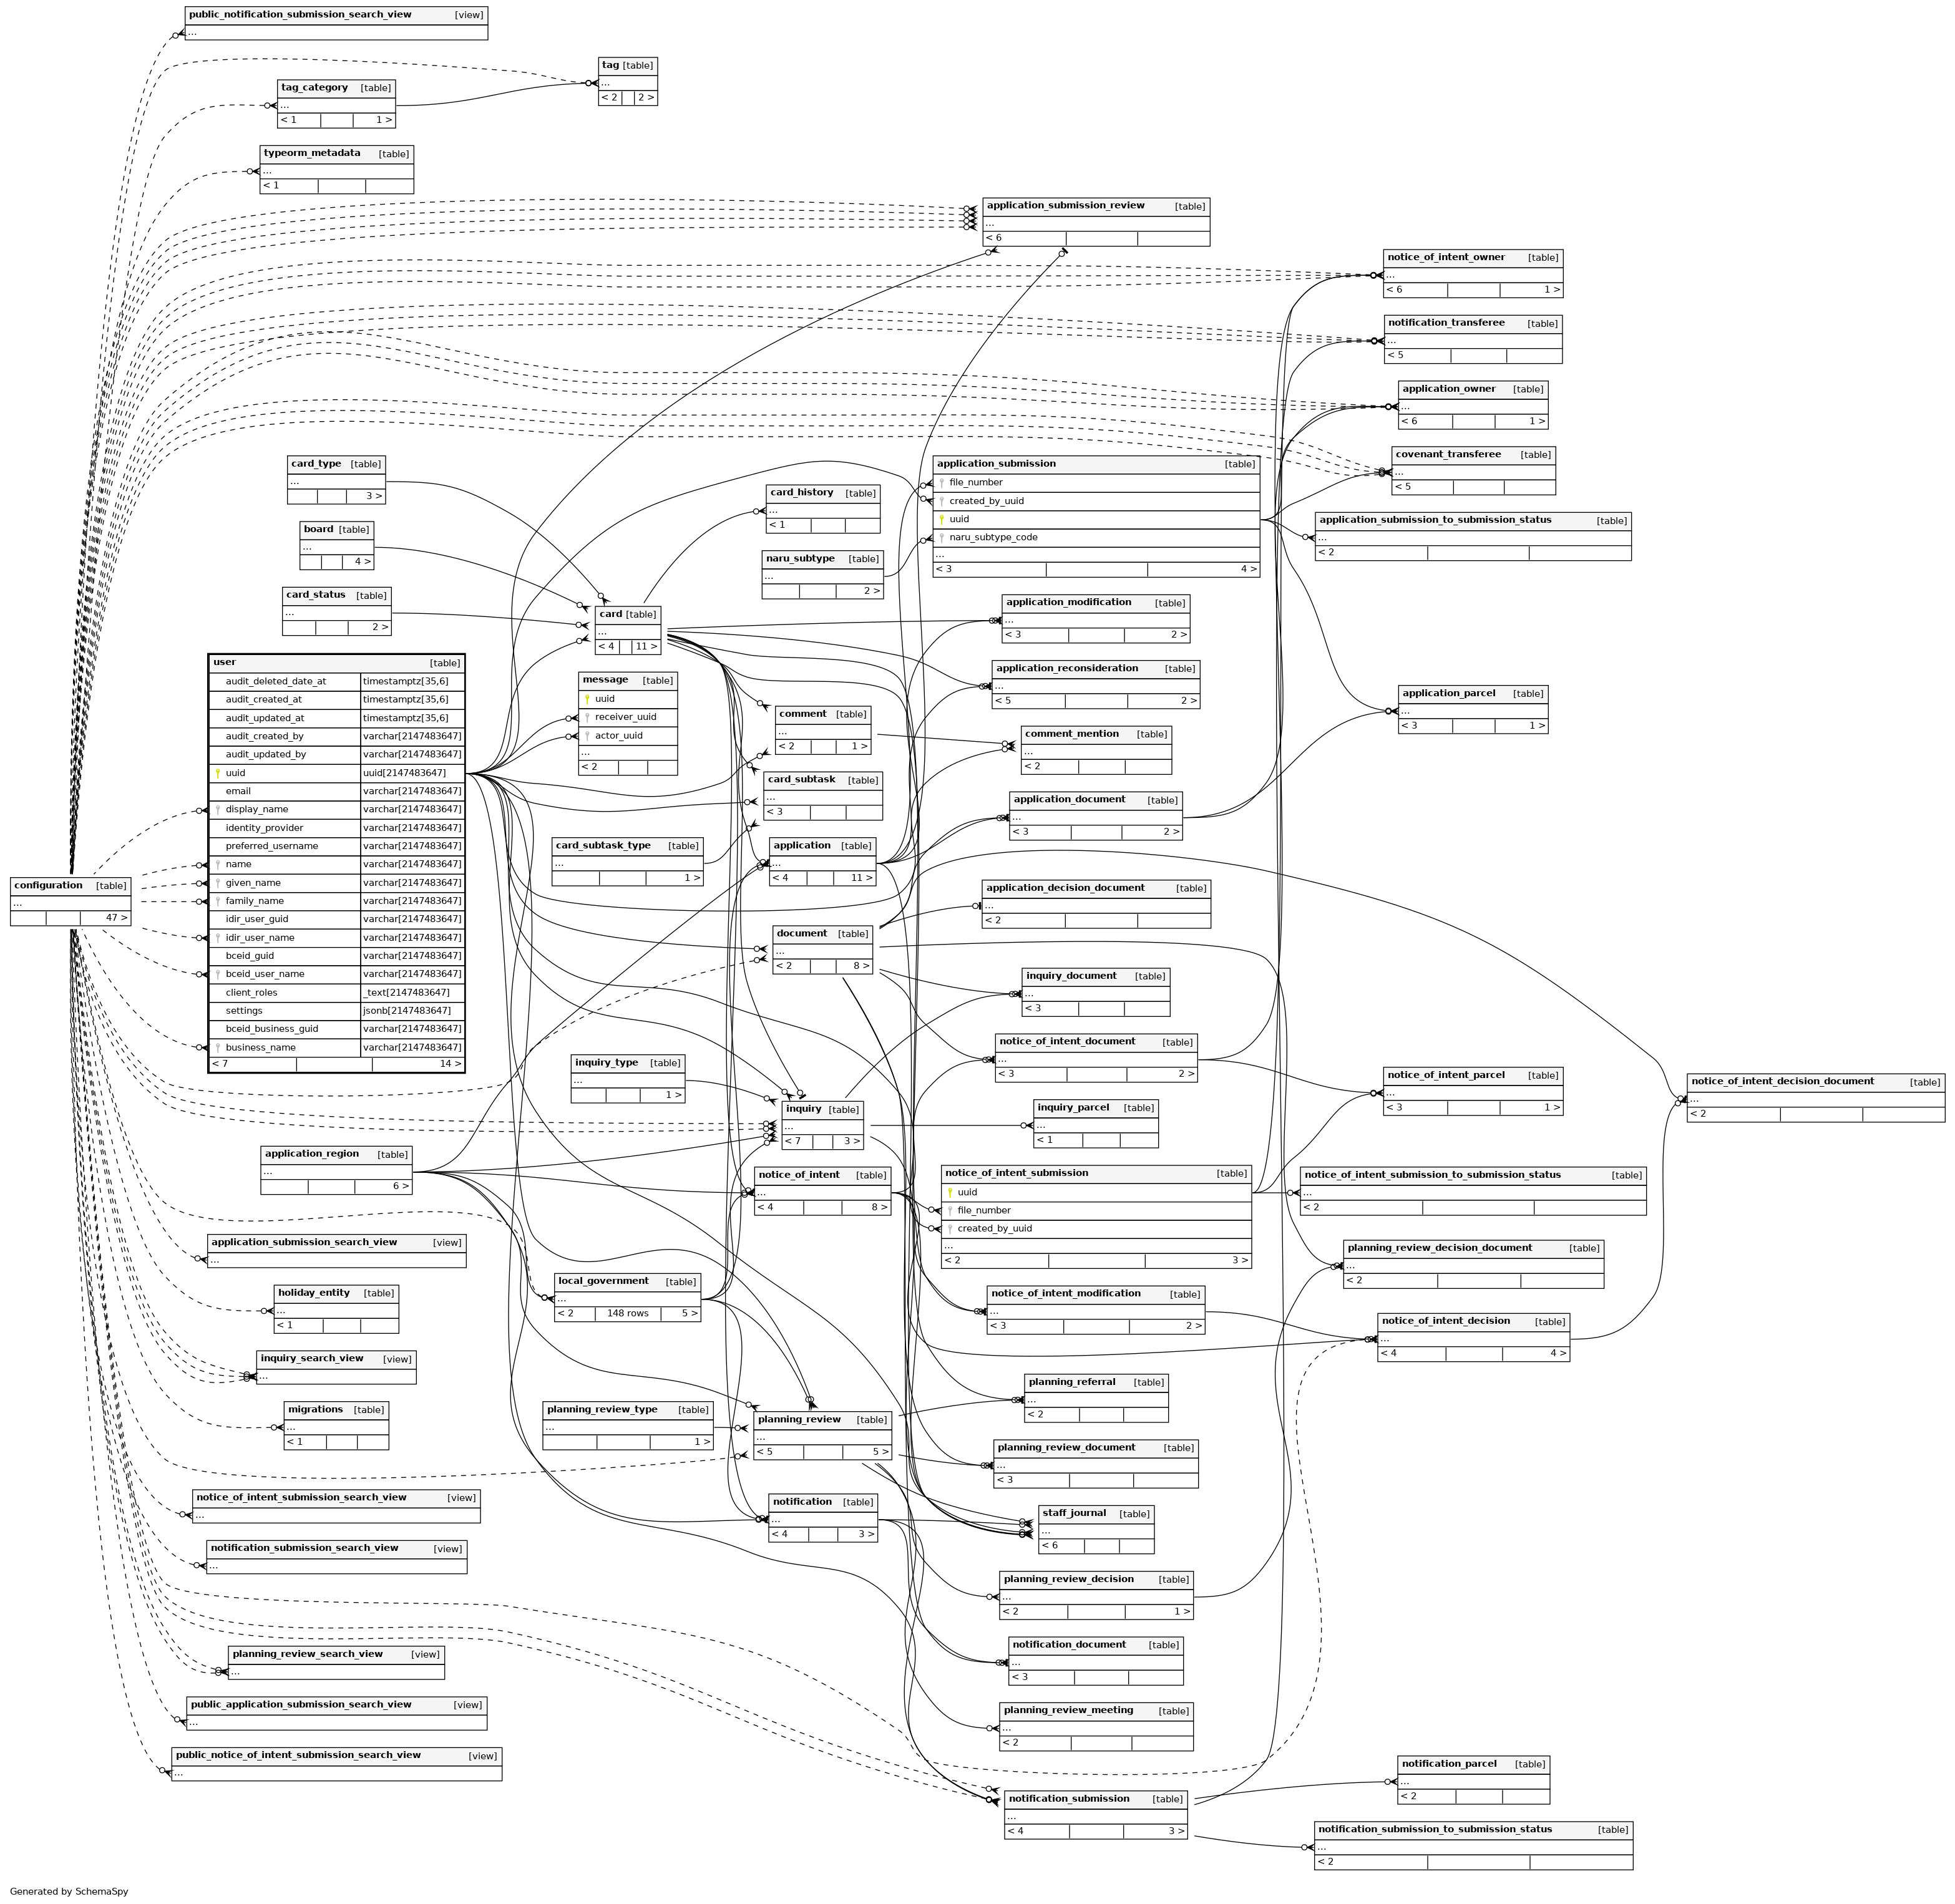 public_notification_submission_search_view [view]
...
tag [table]
...
< 2 2 >
tag_category [table]
...
< 1 1 >
typeorm_metadata [table]
...
< 1
application_submission_review [table]
...
< 6
notice_of_intent_owner [table]
...
< 6 1 >
notification_transferee [table]
...
< 5
application_owner [table]
...
< 6 1 >
covenant_transferee [table]
...
< 5
card_type [table]
...
3 >
application_submission [table]
file_number
created_by_uuid
uuid
naru_subtype_code
...
< 3 4 >
card_history [table]
...
< 1
application_submission_to_submission_status [table]
...
< 2
board [table]
...
4 >
naru_subtype [table]
...
2 >
card_status [table]
...
2 >
card [table]
...
< 4 11 >
application_modification [table]
...
< 3 2 >
user [table]
audit_deleted_date_at timestamptz[35,6]
audit_created_at timestamptz[35,6]
audit_updated_at timestamptz[35,6]
audit_created_by varchar[2147483647]
audit_updated_by varchar[2147483647]
uuid uuid[2147483647]
email varchar[2147483647]
display_name varchar[2147483647]
identity_provider varchar[2147483647]
preferred_username varchar[2147483647]
name varchar[2147483647]
given_name varchar[2147483647]
family_name varchar[2147483647]
idir_user_guid varchar[2147483647]
idir_user_name varchar[2147483647]
bceid_guid varchar[2147483647]
bceid_user_name varchar[2147483647]
client_roles _text[2147483647]
settings jsonb[2147483647]
bceid_business_guid varchar[2147483647]
business_name varchar[2147483647]
< 7 14 >
message [table]
uuid
receiver_uuid
actor_uuid
...
< 2
application_reconsideration [table]
...
< 5 2 >
application_parcel [table]
...
< 3 1 >
comment [table]
...
< 2 1 >
comment_mention [table]
...
< 2
card_subtask [table]
...
< 3
application_document [table]
...
< 3 2 >
card_subtask_type [table]
...
1 >
application [table]
...
< 4 11 >
configuration [table]
...
47 >
application_decision_document [table]
...
< 2
document [table]
...
< 2 8 >
inquiry_document [table]
...
< 3
notice_of_intent_document [table]
...
< 3 2 >
inquiry_type [table]
...
1 >
notice_of_intent_parcel [table]
...
< 3 1 >
notice_of_intent_decision_document [table]
...
< 2
inquiry [table]
...
< 7 3 >
inquiry_parcel [table]
...
< 1
application_region [table]
...
6 >
notice_of_intent [table]
...
< 4 8 >
notice_of_intent_submission [table]
uuid
file_number
created_by_uuid
...
< 2 3 >
notice_of_intent_submission_to_submission_status [table]
...
< 2
application_submission_search_view [view]
...
planning_review_decision_document [table]
...
< 2
local_government [table]
...
< 2 148 rows 5 >
holiday_entity [table]
...
< 1
notice_of_intent_modification [table]
...
< 3 2 >
notice_of_intent_decision [table]
...
< 4 4 >
inquiry_search_view [view]
...
planning_referral [table]
...
< 2
migrations [table]
...
< 1
planning_review_type [table]
...
1 >
planning_review [table]
...
< 5 5 >
planning_review_document [table]
...
< 3
notice_of_intent_submission_search_view [view]
...
notification [table]
...
< 4 3 >
staff_journal [table]
...
< 6
notification_submission_search_view [view]
...
planning_review_decision [table]
...
< 2 1 >
planning_review_search_view [view]
...
notification_document [table]
...
< 3
public_application_submission_search_view [view]
...
planning_review_meeting [table]
...
< 2
public_notice_of_intent_submission_search_view [view]
...
notification_parcel [table]
...
< 2
notification_submission [table]
...
< 4 3 >
notification_submission_to_submission_status [table]
...
< 2
Generated by SchemaSpy